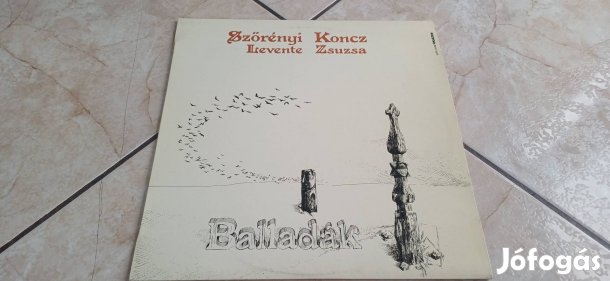 Szörényi Koncz
Levente Zsuzsa
Balladák
Jófogás